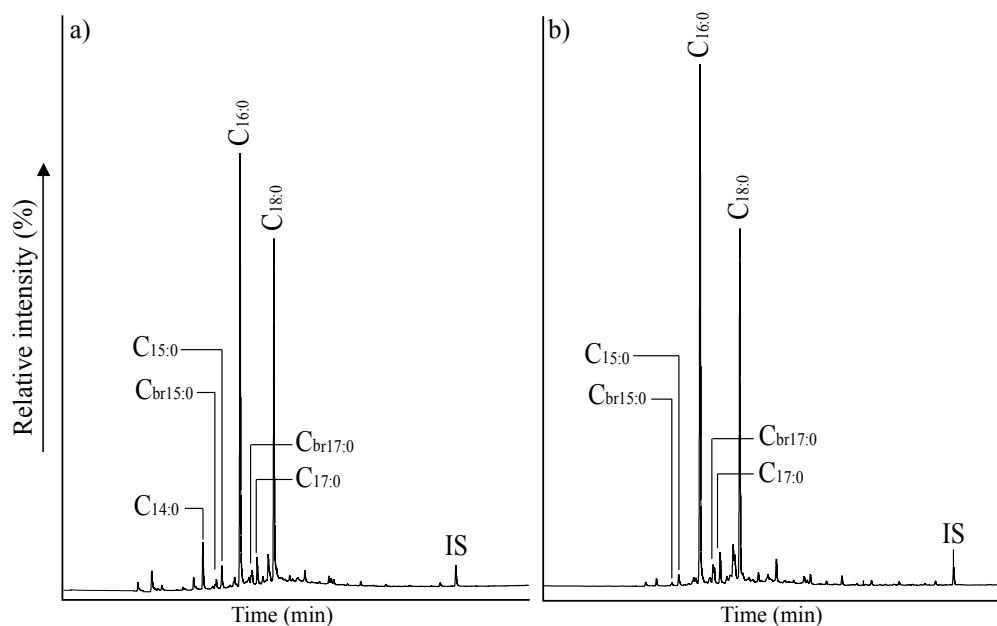 a)
C16:0
C18:0
C15:0
Cbr15:0
Cbr17:0
C17:0
C14:0
IS
Relative intensity (%)
Time (min)
b)
C16:0
C18:0
C15:0
Cbr15:0
Cbr17:0
C17:0
IS
Time (min)